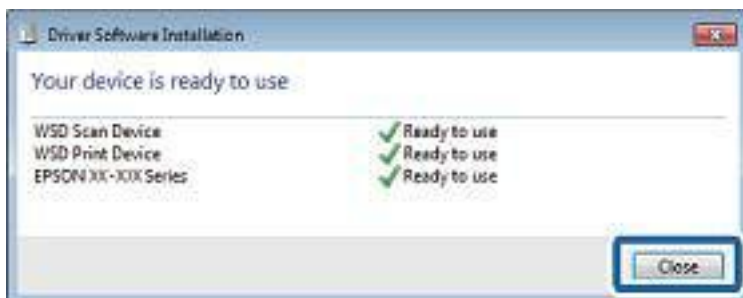 Driver Software Installation
Your device is ready to use
WSD Scan Device Ready to use
WSD Print Device Ready to use
EPSON XX-XXX Series Ready to use
Close